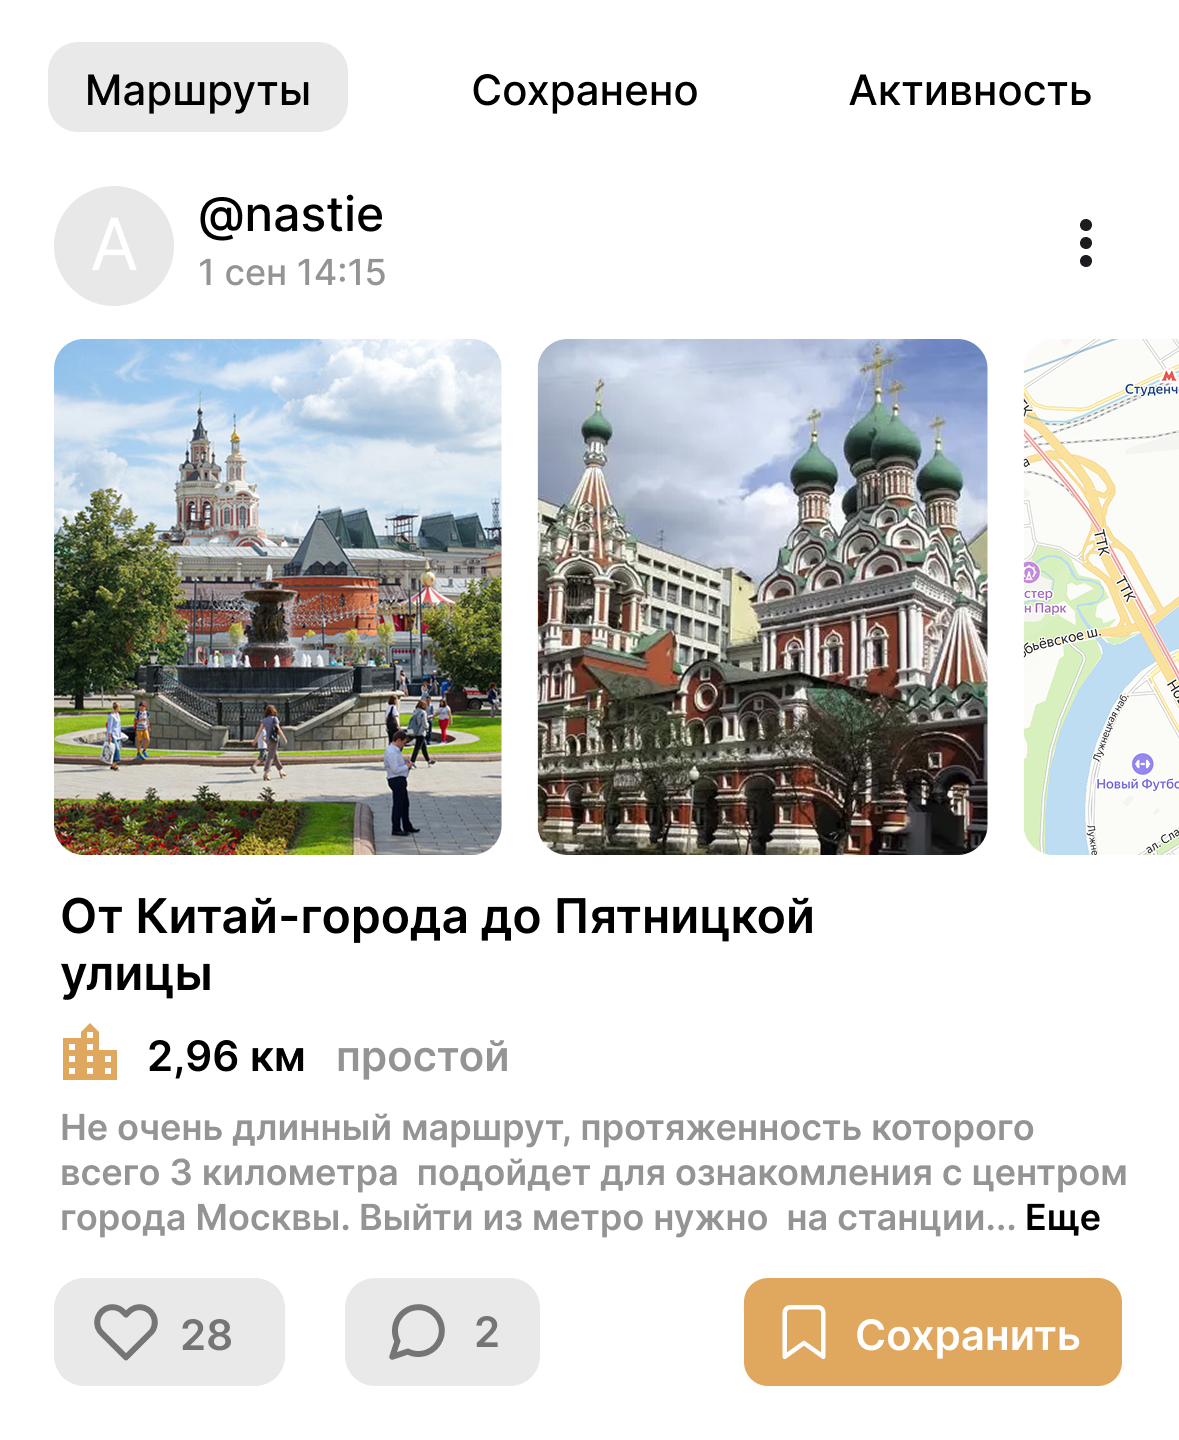 Маршруты Сохранено Активность
A
@nastie
1 сен 14:15
Студенч
ТТК
ТТК
стер
н Парк
бьёвское ш.
Лужнецкая наб.
Новый Футбо
Лужне
ал. Сла
От Китай-города до Пятницкой
улицы
2,96 км простой
Не очень длинный маршрут, протяженность которого
всего 3 километра  подойдет для ознакомления с центром
города Москвы. Выйти из метро нужно  на станции... Еще
28 2 Сохранить